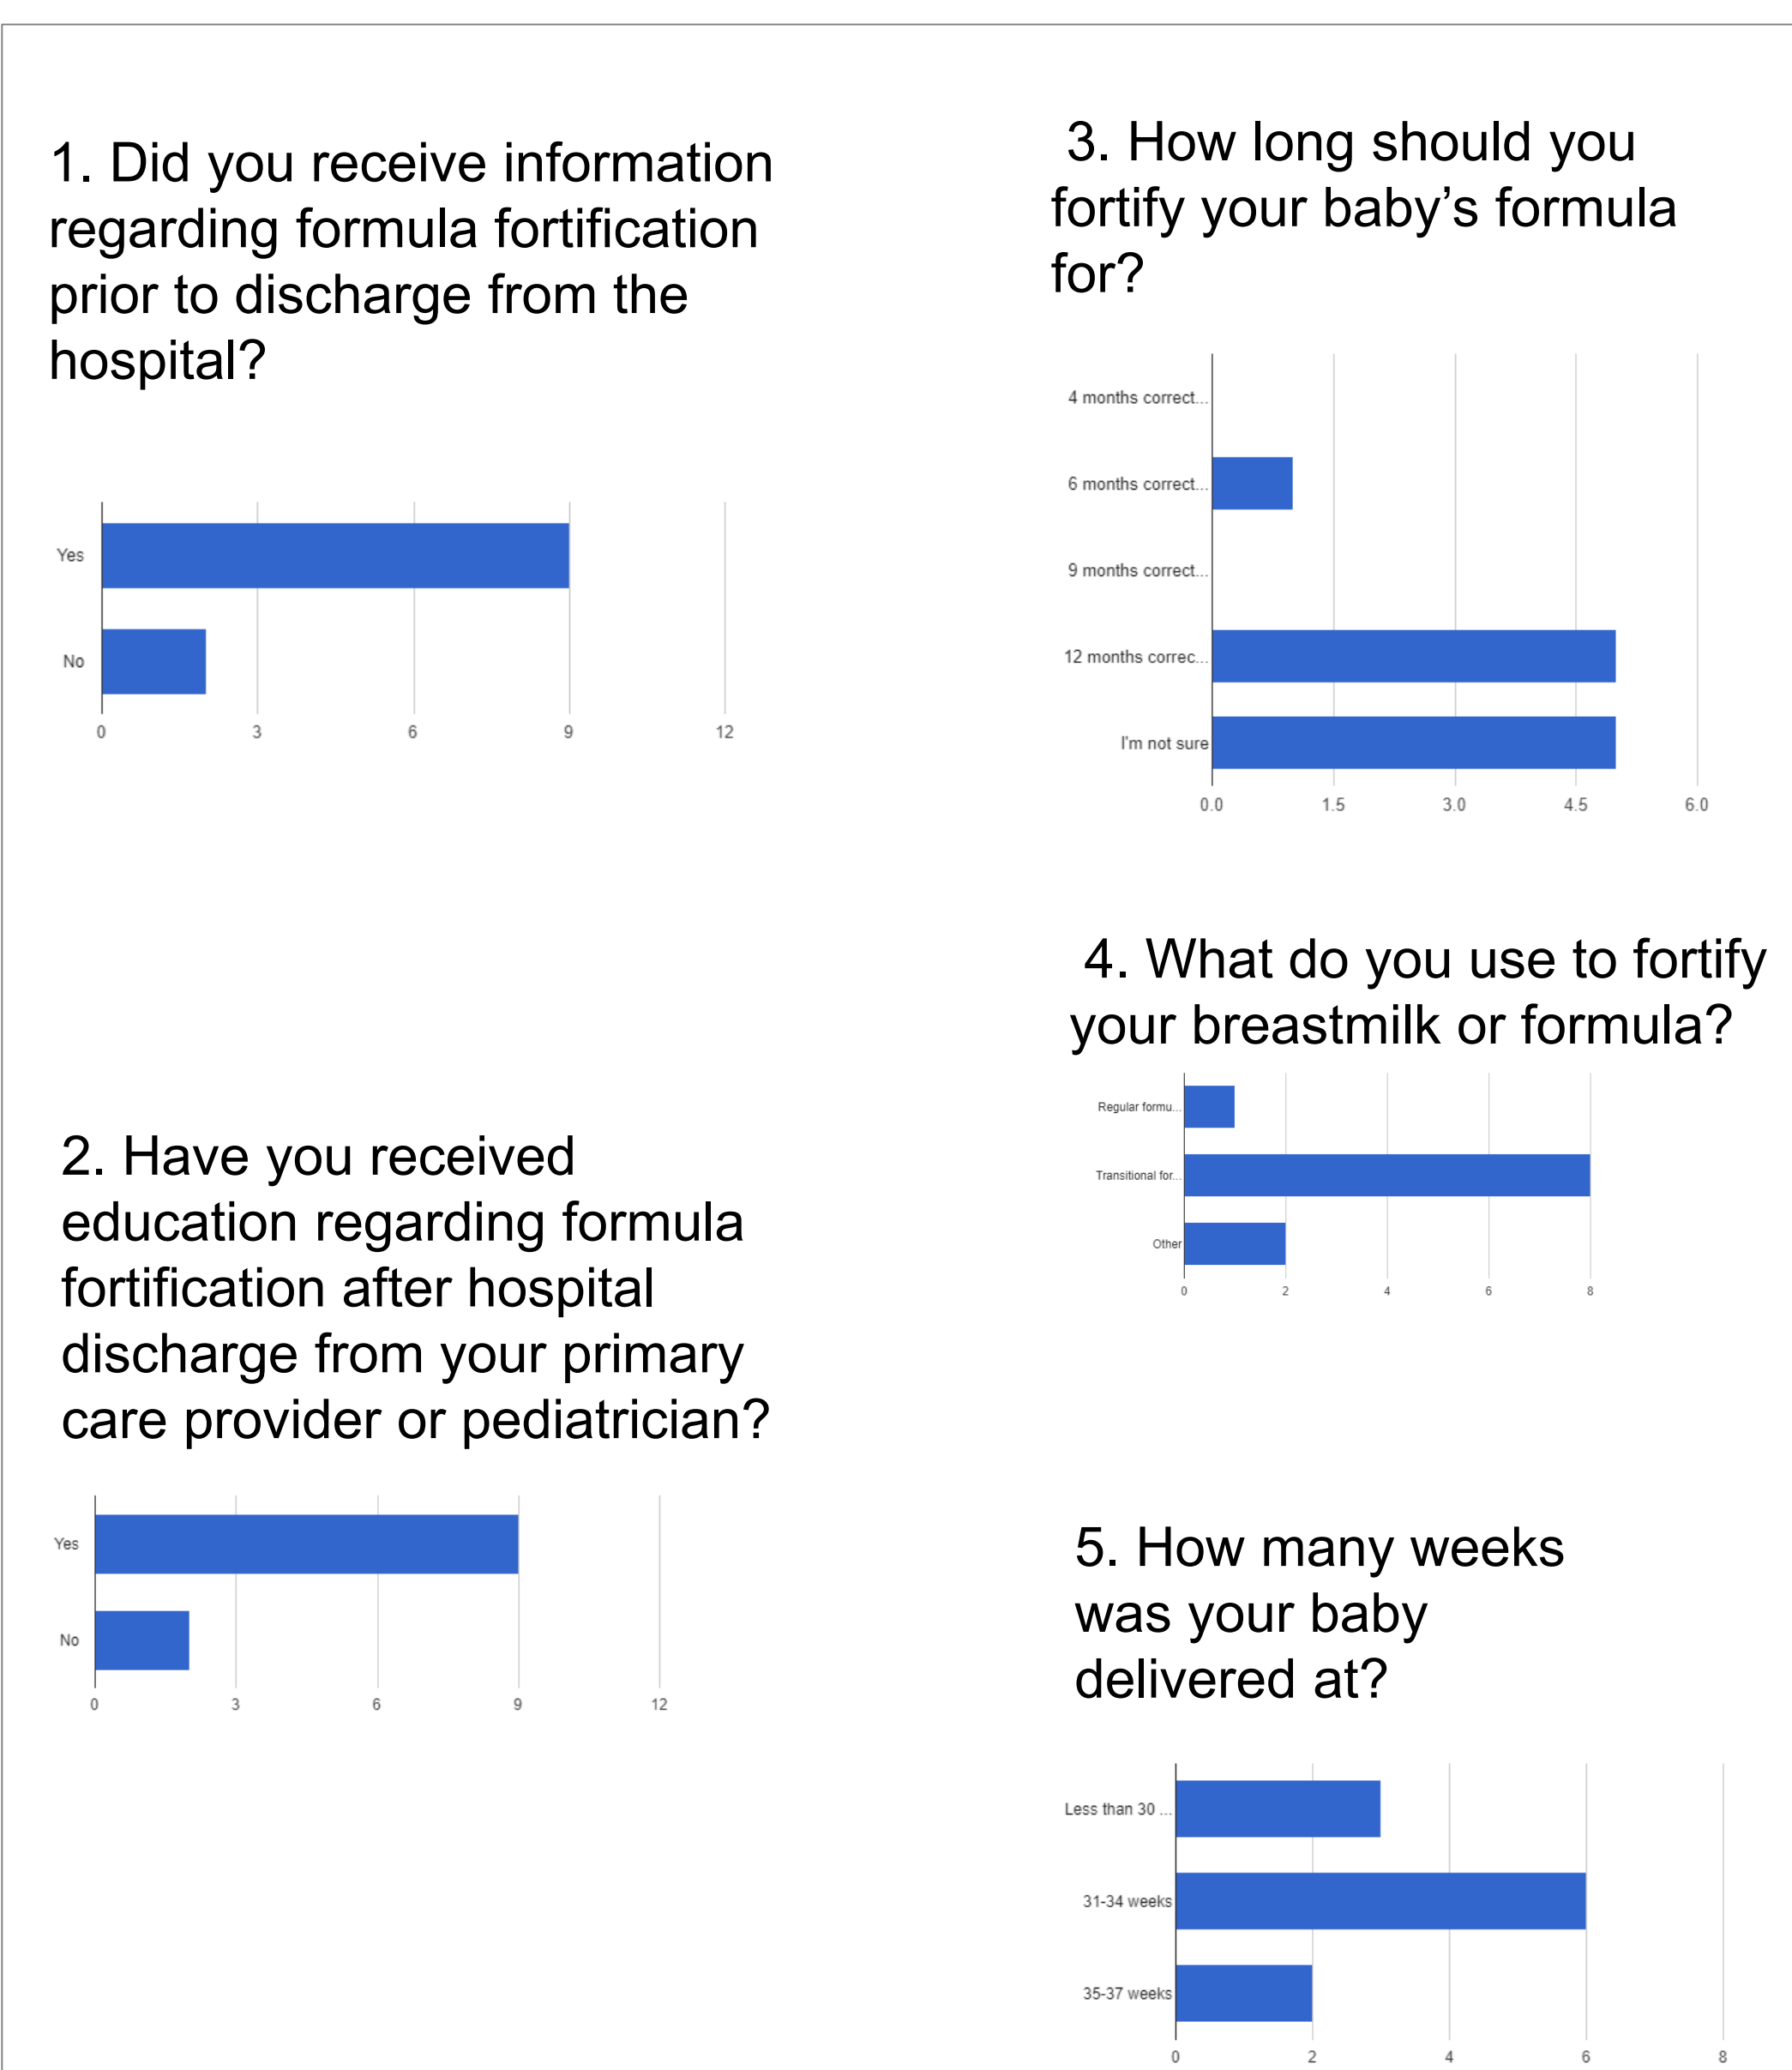 1. Did you receive information
regarding formula fortification
prior to discharge from the
hospital?
Yes
No
0 3 6 9 12
2. Have you received
education regarding formula
fortification after hospital
discharge from your primary
care provider or pediatrician?
Yes
No
0 3 6 9 12
3. How long should you
fortify your baby’s formula
for?
4 months correct...
6 months correct...
9 months correct...
12 months correc...
I'm not sure
0.0 1.5 3.0 4.5 6.0
4. What do you use to fortify
your breastmilk or formula?
Regular formu...
Transitional for...
Other
0 2 4 6 8
5. How many weeks
was your baby
delivered at?
Less than 30 ...
31-34 weeks
35-37 weeks
0 2 4 6 8